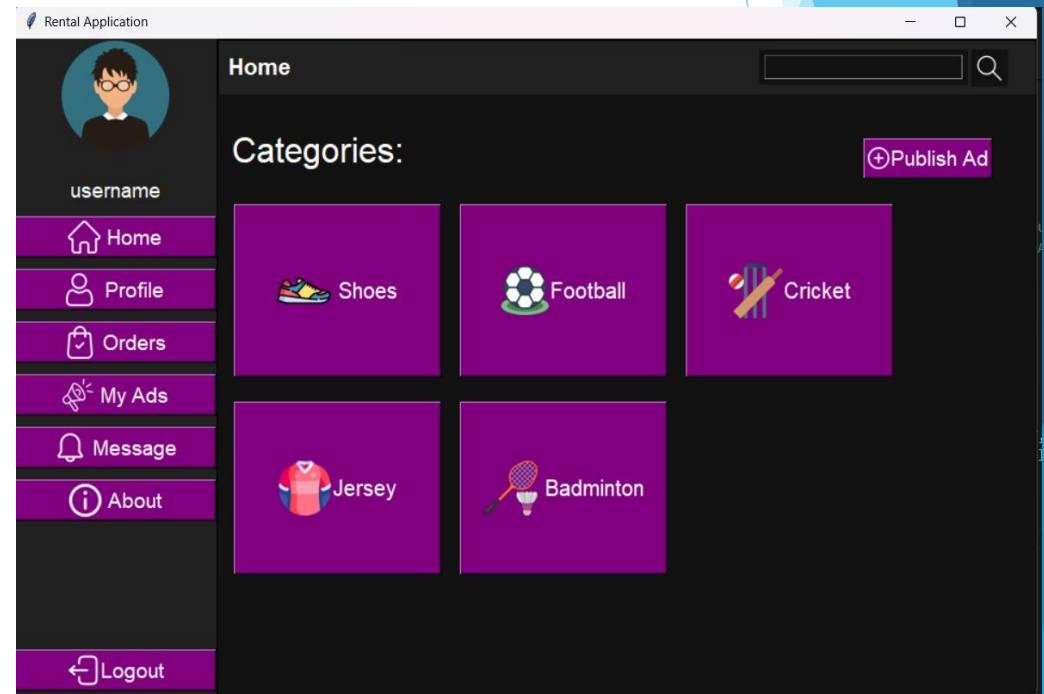 Rental Application
username
Home
Profile
Orders
My Ads
Message
About
Logout
Home
Categories:
Publish Ad
Shoes
Football
Cricket
Jersey
Badminton